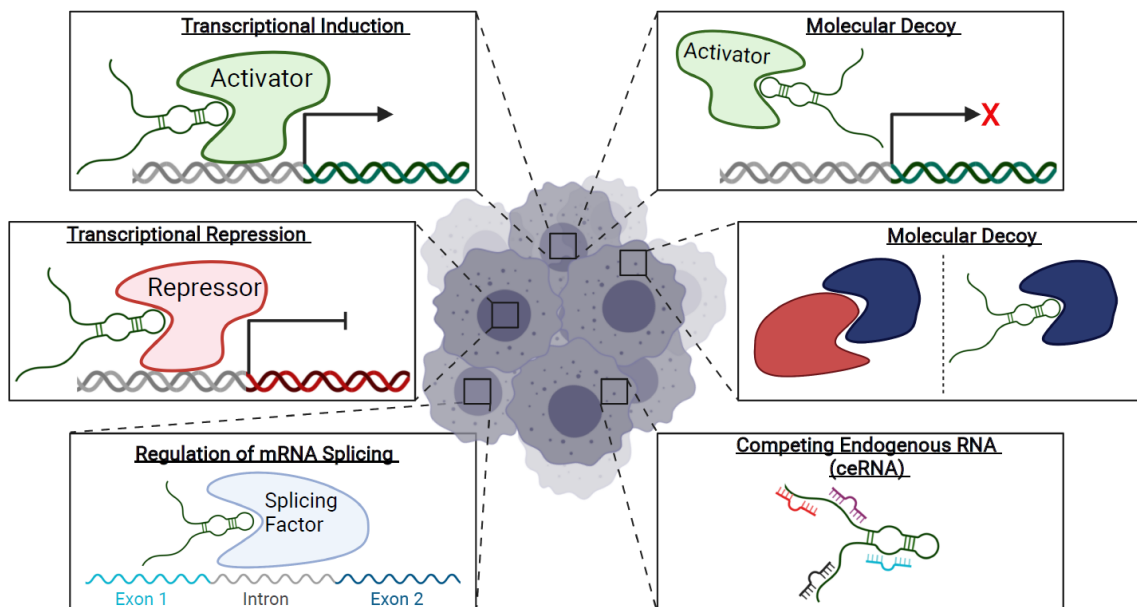 Transcriptional Induction
Activator
Molecular Decoy
Activator
X
Transcriptional Repression
Repressor
Molecular Decoy
Regulation of mRNA Splicing
Splicing
Factor
Exon 1 Intron Exon 2
Competing Endogenous RNA
(ceRNA)